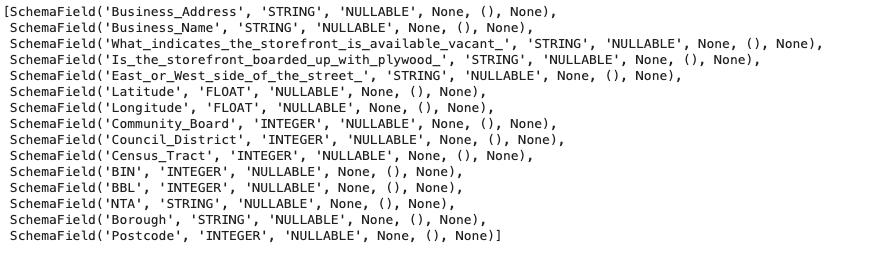 [SchemaField('Business_Address', 'STRING', 'NULLABLE', None, (), None),
SchemaField('Business_Name', 'STRING', 'NULLABLE', None, (), None),
SchemaField('What_indicates_the_storefront_is_available_vacant_', 'STRING', 'NULLABLE', None, (), None),
SchemaField('Is_the_storefront_boarded_up_with_plywood_', 'STRING', 'NULLABLE', None, (), None),
SchemaField('East_or_West_side_of_the_street_', 'STRING', 'NULLABLE', None, (), None),
SchemaField('Latitude', 'FLOAT', 'NULLABLE', None, (), None),
SchemaField('Longitude', 'FLOAT', 'NULLABLE', None, (), None),
SchemaField('Community_Board', 'INTEGER', 'NULLABLE', None, (), None),
SchemaField('Council_District', 'INTEGER', 'NULLABLE', None, (), None),
SchemaField('Census_Tract', 'INTEGER', 'NULLABLE', None, (), None),
SchemaField('BIN', 'INTEGER', 'NULLABLE', None, (), None),
SchemaField('BBL', 'INTEGER', 'NULLABLE', None, (), None),
SchemaField('NTA', 'STRING', 'NULLABLE', None, (), None),
SchemaField('Borough', 'STRING', 'NULLABLE', None, (), None),
SchemaField('Postcode', 'INTEGER', 'NULLABLE', None, (), None)]